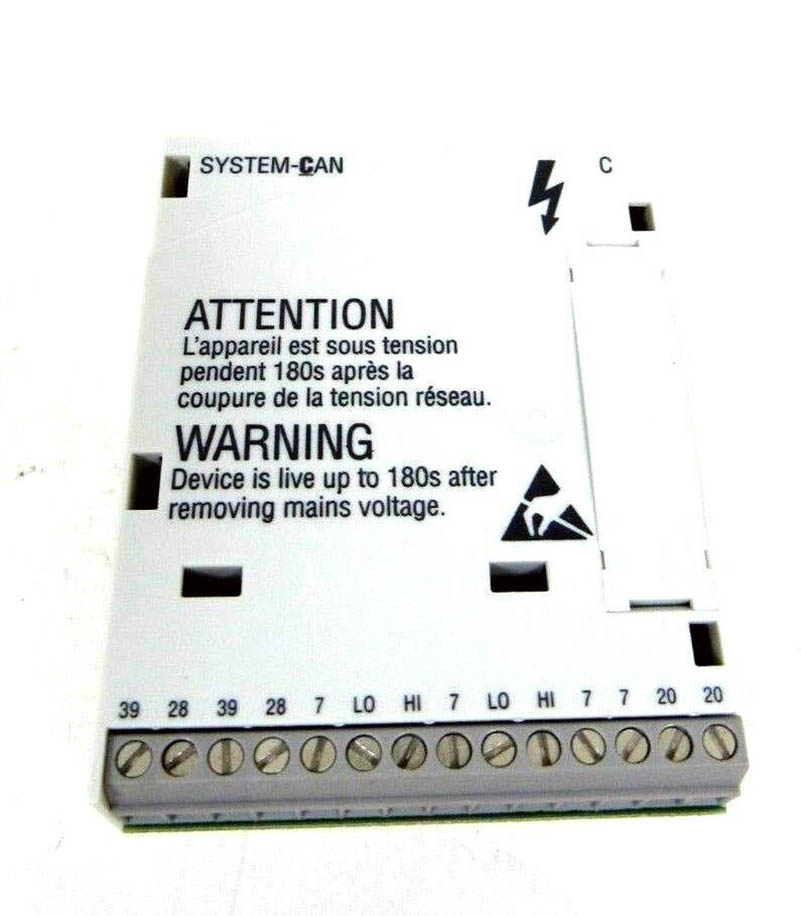 SYSTEM-CAN
C
ATTENTION
L'appareil est sous tension
pendent 180s après la
coupure de la tension réseau.
WARNING
Device is live up to 180s after
removing mains voltage.
39 28 39 28 7 LO HI 7 LO HI 7 7 20 20